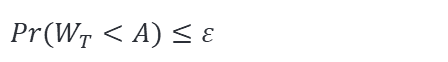 Pr(W_T < A) ≤ ε